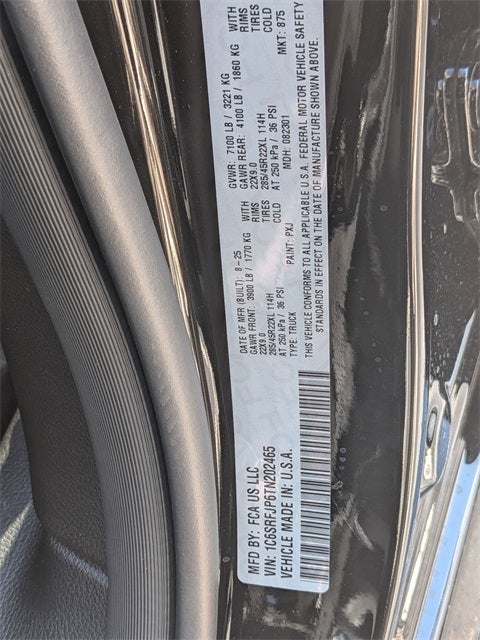 MFD BY: FCA US LLC
VIN: 1C6SRFJP6TN202465
VEHICLE MADE IN: U.S.A.
DATE OF MFR (BUILT): 8-25
GAWR FRONT: 3900 LB / 1770 KG WITH
22X9.0 RIMS
285/45R22XL 114H TIRES
AT 250 kPa / 36 PSI COLD
TYPE: TRUCK PAINT: PXJ
GVWR: 7100 LB / 3221 KG
GAWR REAR: 4100 LB / 1860 KG WITH
22X9.0 RIMS
285/45R22XL 114H TIRES
AT 250 kPa / 36 PSI COLD
MDH: 082301 MKT: 875
THIS VEHICLE CONFORMS TO ALL APPLICABLE U.S.A. FEDERAL MOTOR VEHICLE SAFETY
STANDARDS IN EFFECT ON THE DATE OF MANUFACTURE SHOWN ABOVE.